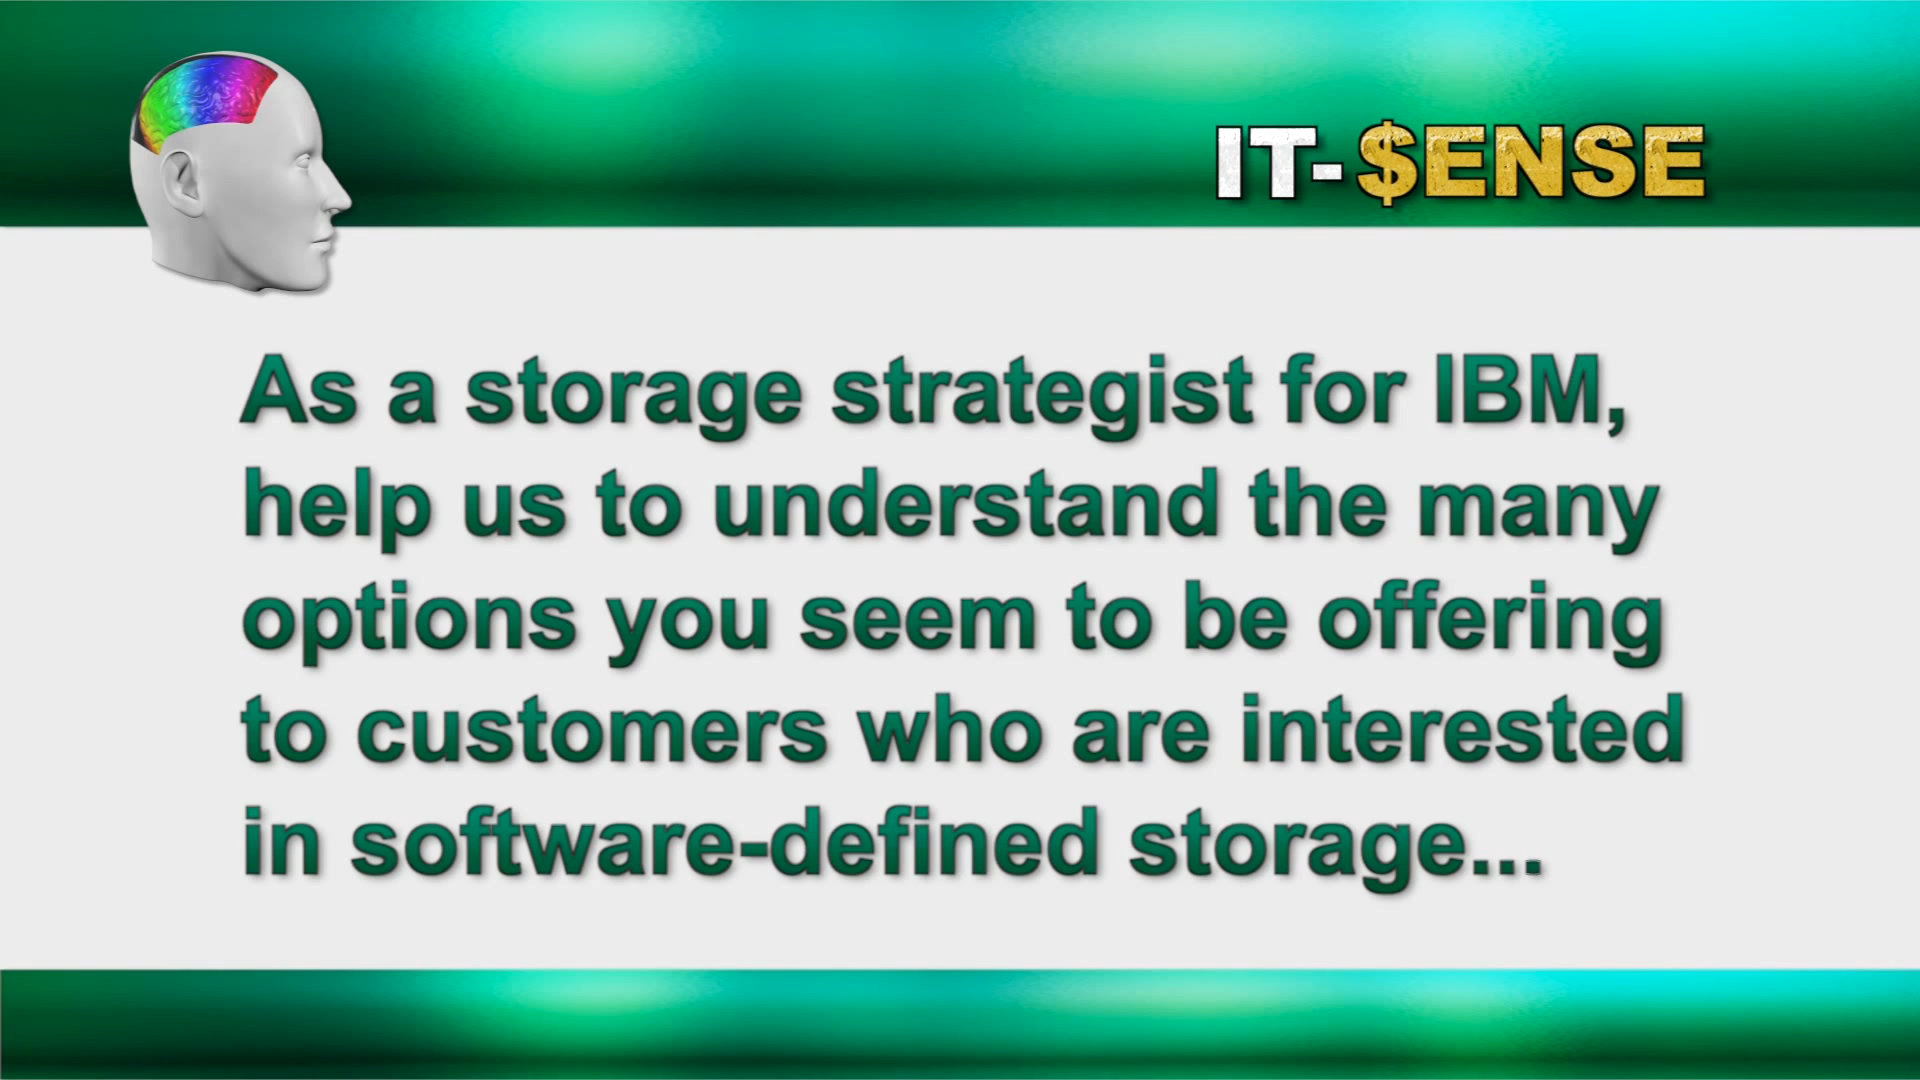 IT-$ENSE
As a storage strategist for IBM,
help us to understand the many
options you seem to be offering
to customers who are interested
in software-defined storage...